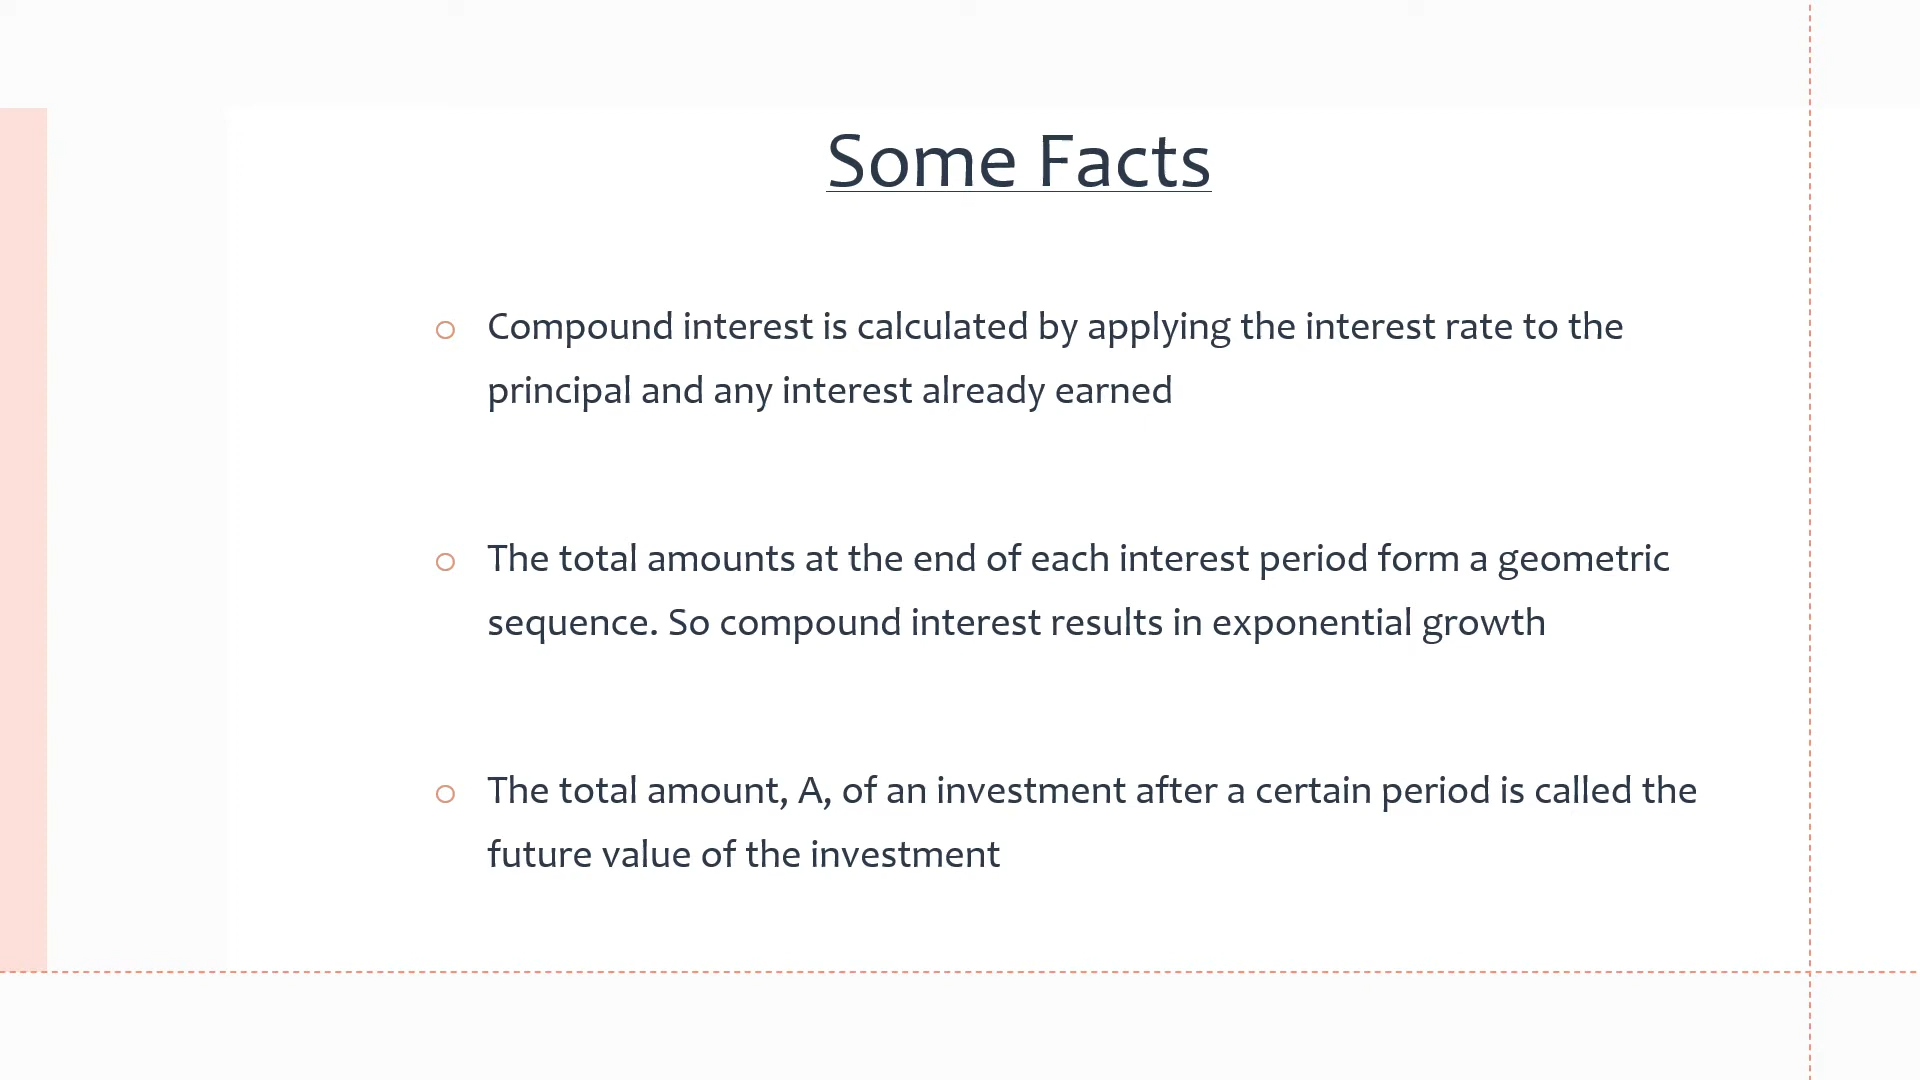 Some Facts
Compound interest is calculated by applying the interest rate to the
principal and any interest already earned
The total amounts at the end of each interest period form a geometric
sequence. So compound interest results in exponential growth
The total amount, A, of an investment after a certain period is called the
future value of the investment